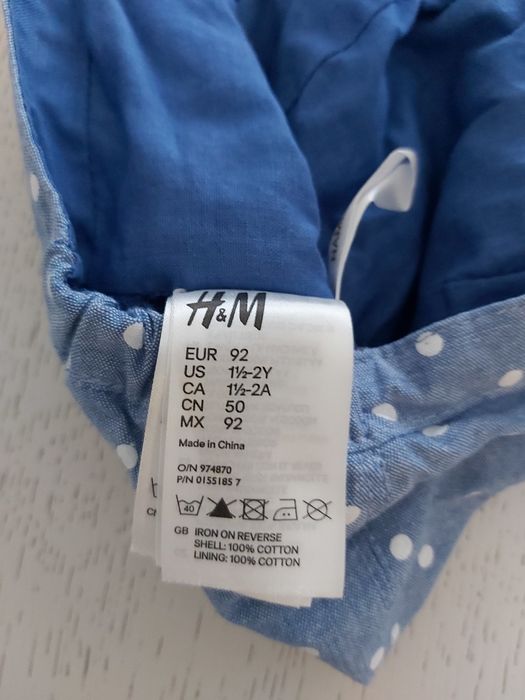 H&M
EUR 92
US 1½-2Y
CA 1½-2A
CN 50
MX 92
Made in China
O/N 974870
P/N 0155185 7
40
GB IRON ON REVERSE
SHELL: 100% COTTON
LINING: 100% COTTON